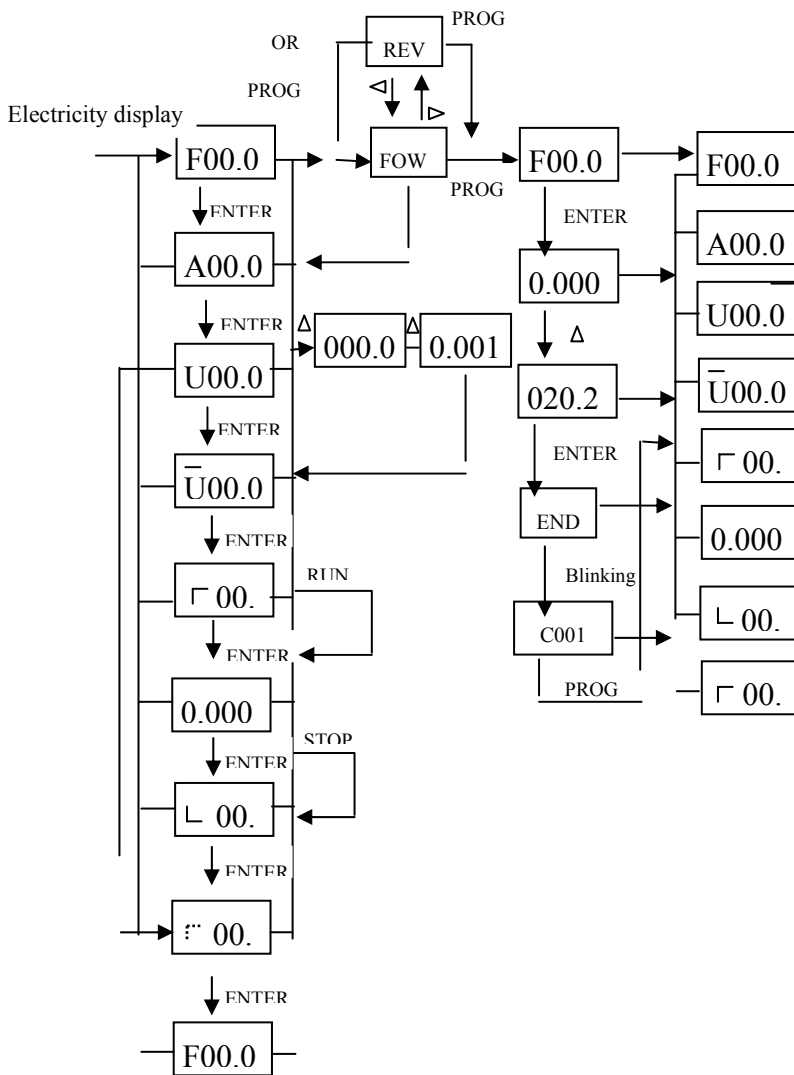 PROG
OR
REV
PROG
Electricity display
F00.0
FOW
F00.0
F00.0
PROG
ENTER
ENTER
A00.0
0.000
A00.0
ENTER
Δ
Δ
000.0
0.001
U00.0
U00.0
Δ
020.2
U̅00.0
ENTER
ENTER
U̅00.0
END
┌ 00.
ENTER
RUN
Blinking
0.000
┌ 00.
C001
└ 00.
ENTER
PROG
┌ 00.
0.000
STOP
ENTER
└ 00.
ENTER
┌ 00.
ENTER
F00.0